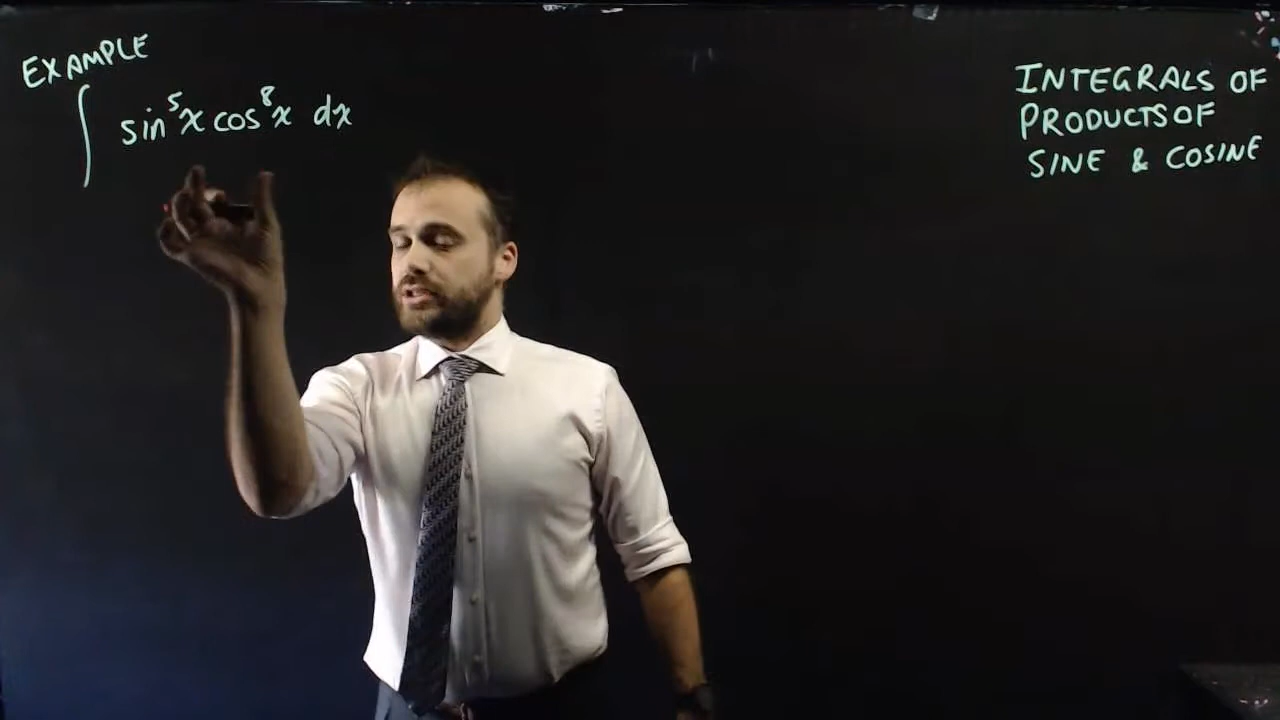 EXAMPLE
∫ sin⁵x cos⁸x dx
INTEGRALS OF
PRODUCTS OF
SINE & COSINE